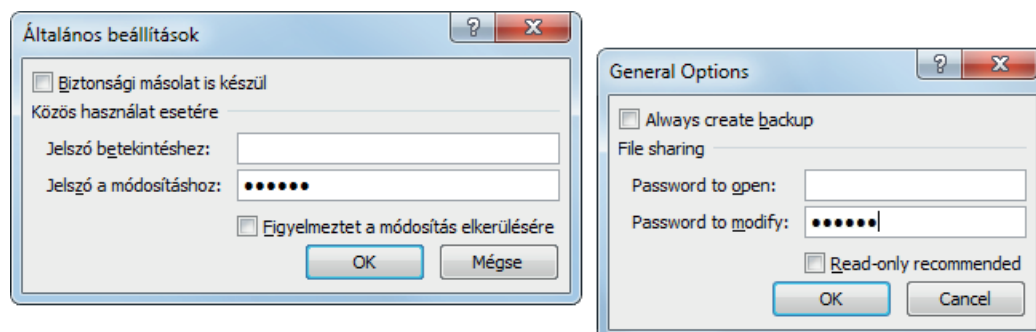 Általános beállítások
Biztonsági másolat is készül
Közös használat esetére
Jelszó betekintéshez:
Jelszó a módosításhoz: ••••••
Figyelmeztet a módosítás elkerülésére
OK Mégse
General Options
Always create backup
File sharing
Password to open:
Password to modify: ••••••
Read-only recommended
OK Cancel